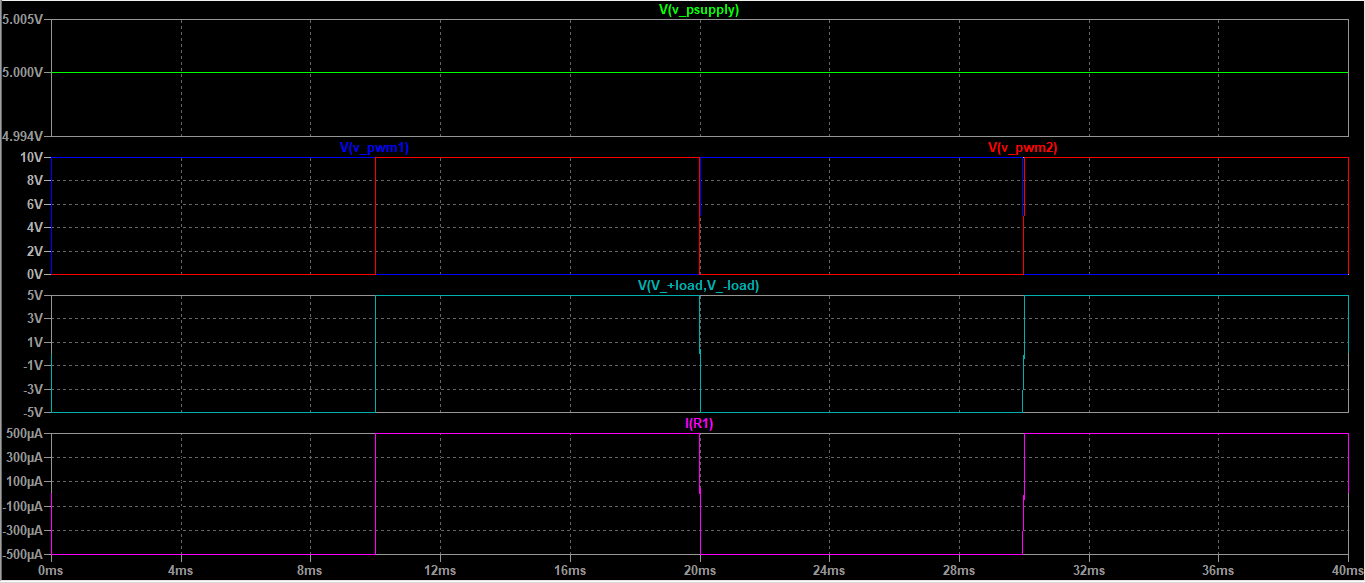 V(v_psupply)
5.005V
5.000V
4.994V
V(v_pwm1) V(v_pwm2)
10V
8V
6V
4V
2V
0V
V(V_+load,V_-load)
5V
3V
1V
-1V
-3V
-5V
I(R1)
500µA
300µA
100µA
-100µA
-300µA
-500µA
0ms 4ms 8ms 12ms 16ms 20ms 24ms 28ms 32ms 36ms 40ms